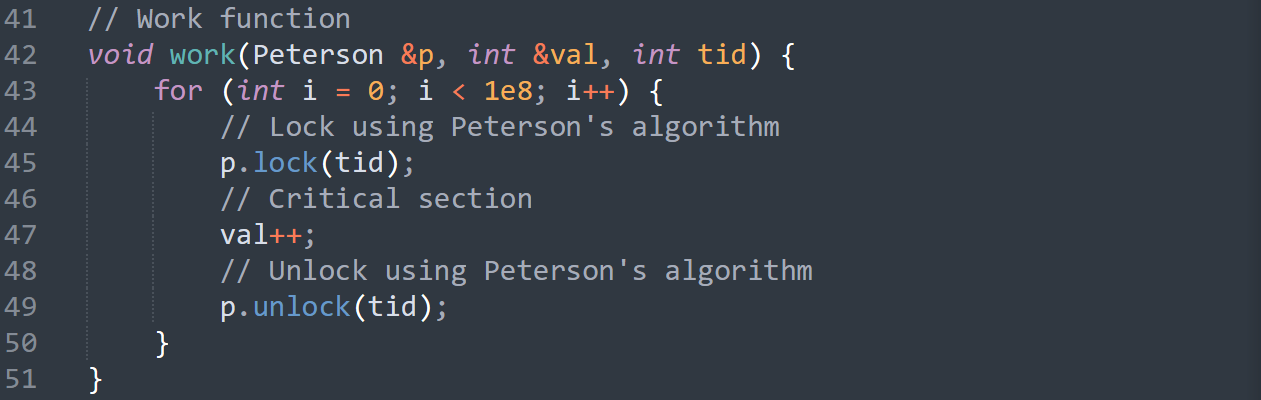 41 // Work function
42 void work(Peterson &p, int &val, int tid) {
43     for (int i = 0; i < 1e8; i++) {
44         // Lock using Peterson's algorithm
45         p.lock(tid);
46         // Critical section
47         val++;
48         // Unlock using Peterson's algorithm
49         p.unlock(tid);
50     }
51 }